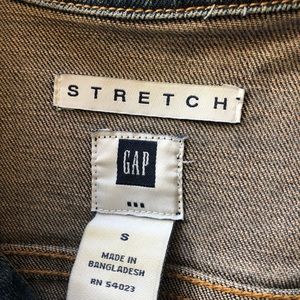 STRETCH
GAP
S
MADE IN
BANGLADESH
RN 54023